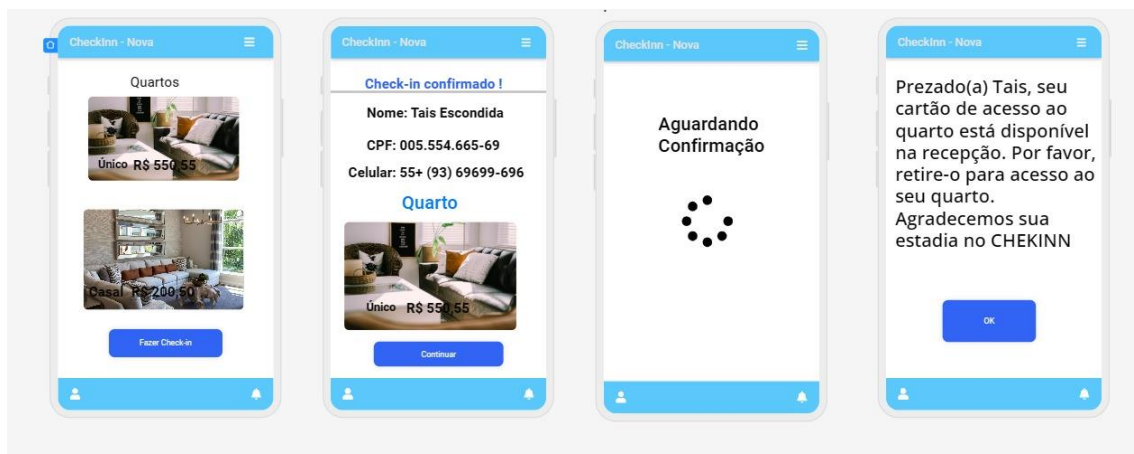 CheckInn - Nova
Quartos
Único R$ 550,55
Casal R$ 200,50
Fazer Check-in
CheckInn - Nova
Check-in confirmado !
Nome: Tais Escondida
CPF: 005.554.665-69
Celular: 55+ (93) 69699-696
Quarto
Único R$ 550,55
Continuar
CheckInn - Nova
Aguardando
Confirmação
CheckInn - Nova
Prezado(a) Tais, seu
cartão de acesso ao
quarto está disponível
na recepção. Por favor,
retire-o para acesso ao
seu quarto.
Agradecemos sua
estadia no CHEKINN
OK